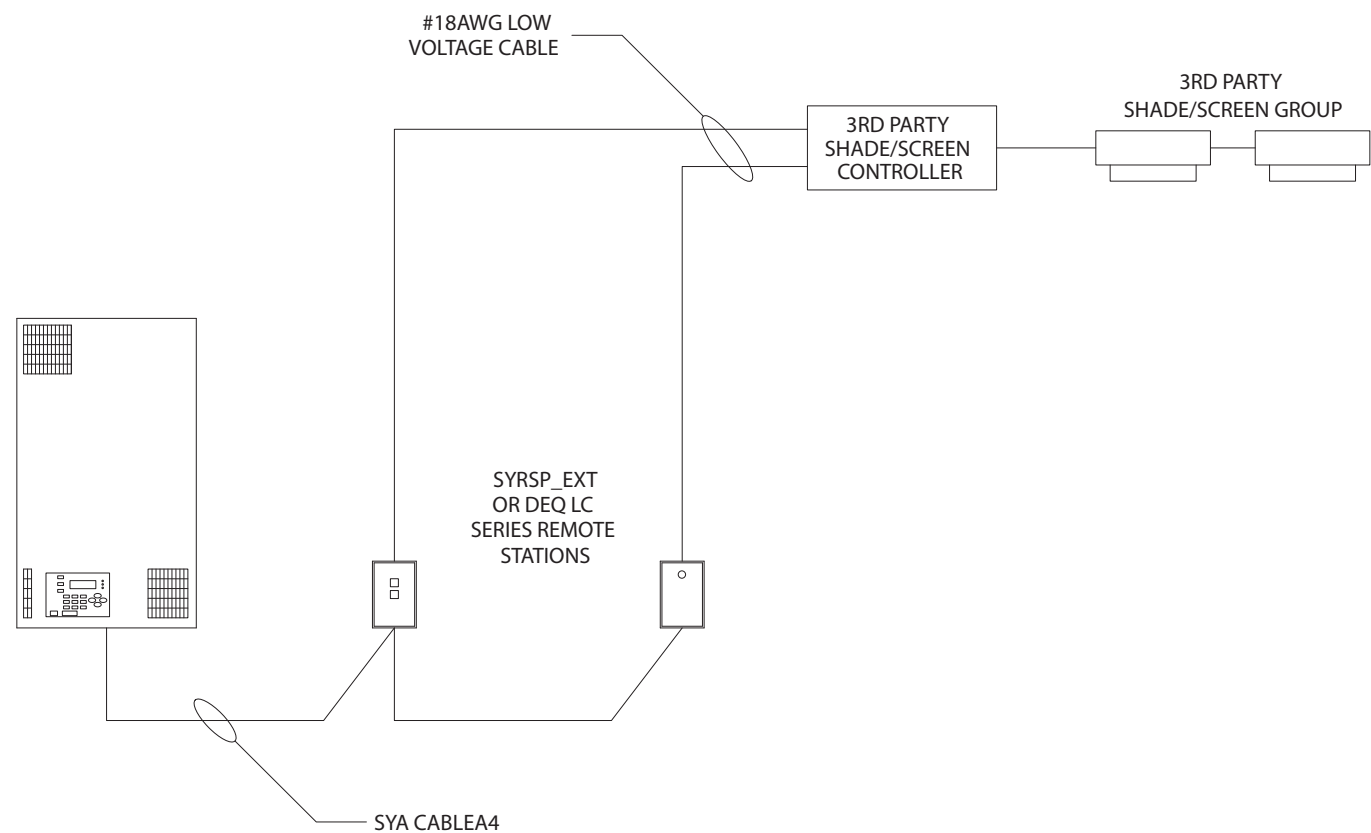 #18AWG LOW
VOLTAGE CABLE
3RD PARTY
SHADE/SCREEN
CONTROLLER
3RD PARTY
SHADE/SCREEN GROUP
SYRSP_EXT
OR DEQ LC
SERIES REMOTE
STATIONS
SYA CABLEA4